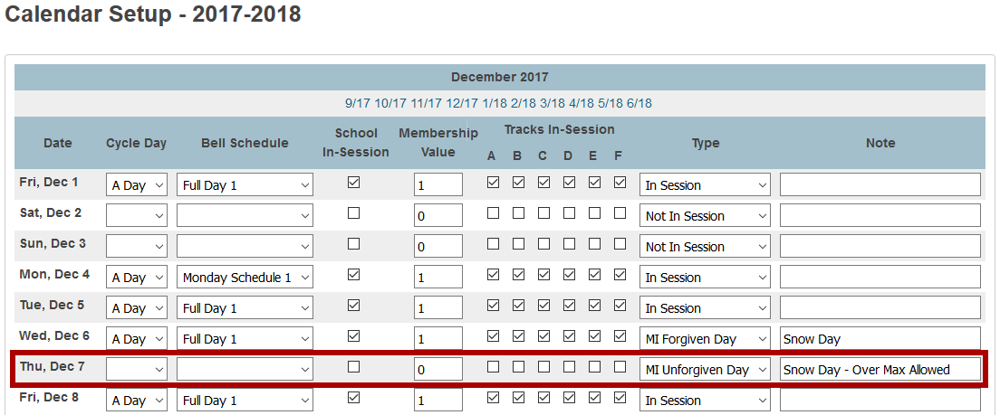 Calendar Setup - 2017-2018
December 2017
9/17 10/17 11/17 12/17 1/18 2/18 3/18 4/18 5/18 6/18
Date Cycle Day Bell Schedule School In-Session Membership Value Tracks In-Session A B C D E F Type Note
Fri, Dec 1 A Day Full Day 1 1 In Session
Sat, Dec 2 0 Not In Session
Sun, Dec 3 0 Not In Session
Mon, Dec 4 A Day Monday Schedule 1 1 In Session
Tue, Dec 5 A Day Full Day 1 1 In Session
Wed, Dec 6 A Day Full Day 1 1 MI Forgiven Day Snow Day
Thu, Dec 7 0 MI Unforgiven Day Snow Day - Over Max Allowed
Fri, Dec 8 A Day Full Day 1 1 In Session